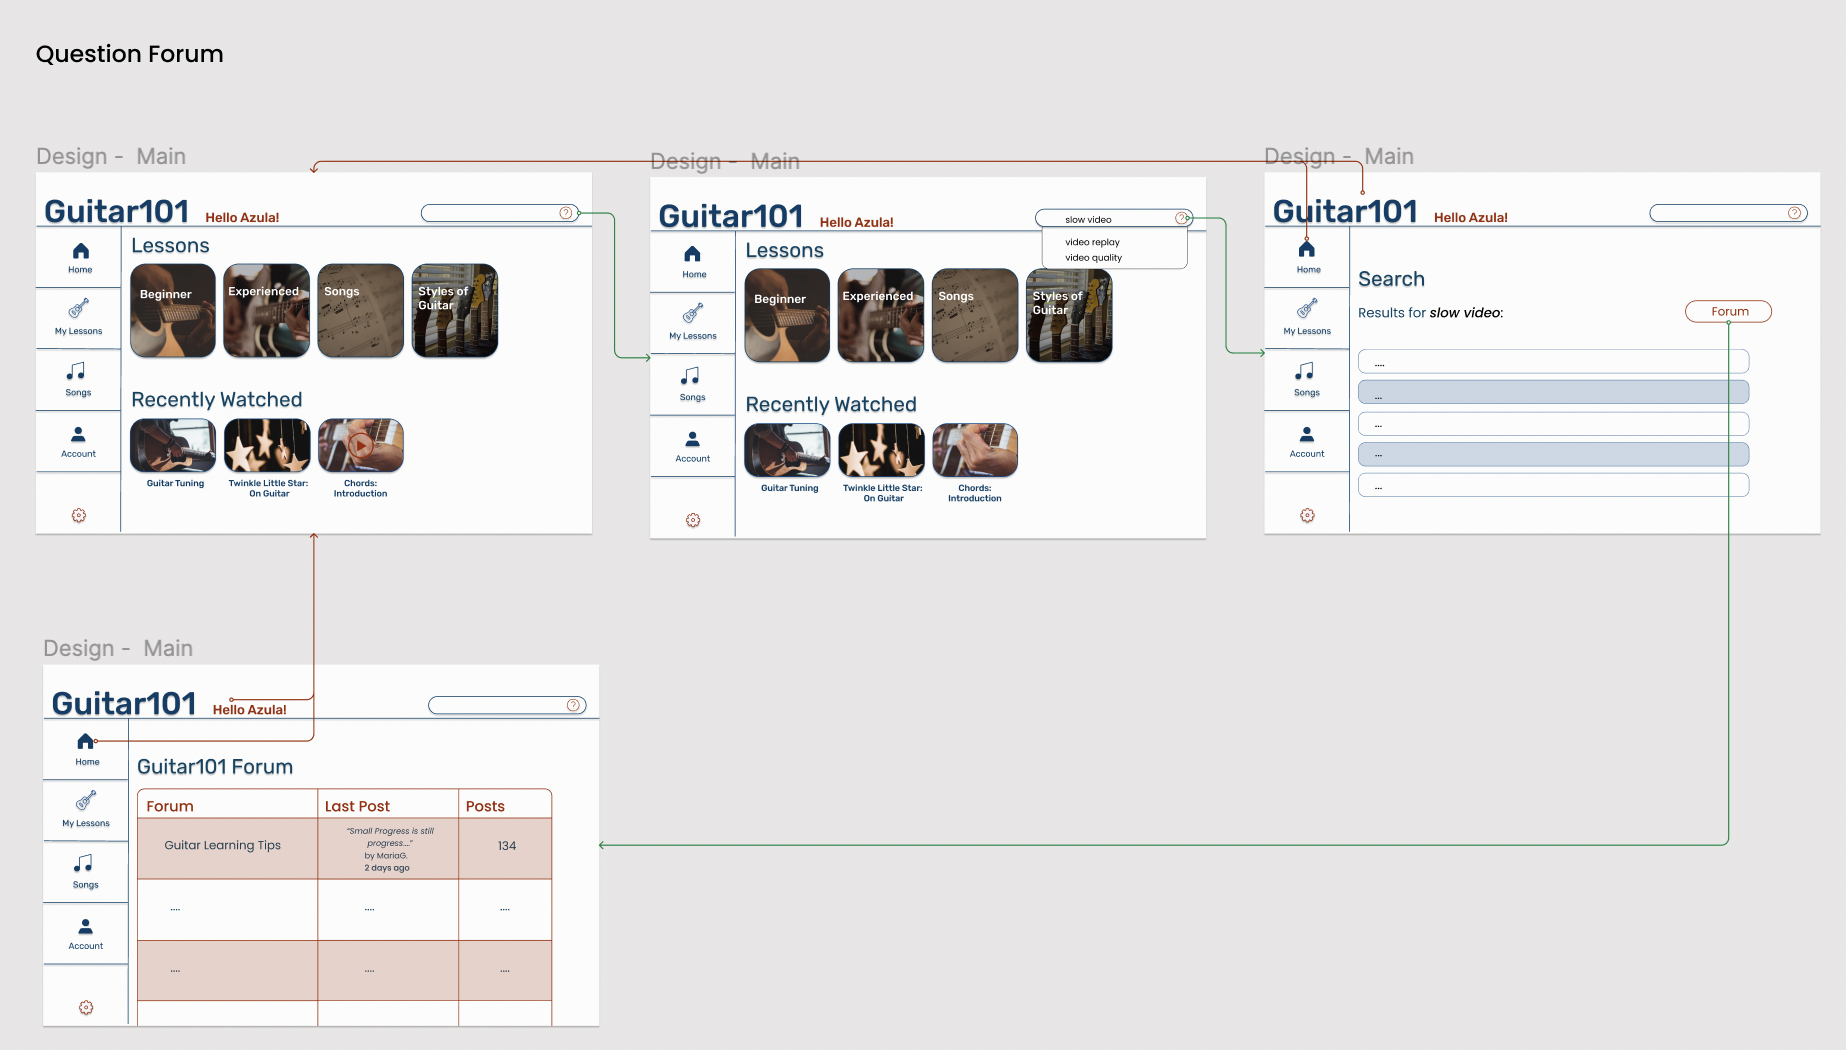 Question Forum
Design -  Main
Guitar101
Hello Azula!
?
Home
My Lessons
Songs
Account
Lessons
Beginner
Experienced
Songs
Styles of
Guitar
Recently Watched
Guitar Tuning
Twinkle Little Star:
On Guitar
Chords:
Introduction
Design -  Main
Guitar101
Hello Azula!
slow video
?
video replay
video quality
Home
My Lessons
Songs
Account
Lessons
Beginner
Experienced
Songs
Styles of
Guitar
Recently Watched
Guitar Tuning
Twinkle Little Star:
On Guitar
Chords:
Introduction
Design -  Main
Guitar101
Hello Azula!
?
Home
My Lessons
Songs
Account
Search
Results for slow video:
Forum
....
...
...
...
...
Design -  Main
Guitar101
Hello Azula!
?
Home
My Lessons
Songs
Account
Guitar101 Forum
Forum Last Post Posts
Guitar Learning Tips
"Small Progress is still
progress...."
by MariaG.
2 days ago
134
.... .... ....
.... .... ....